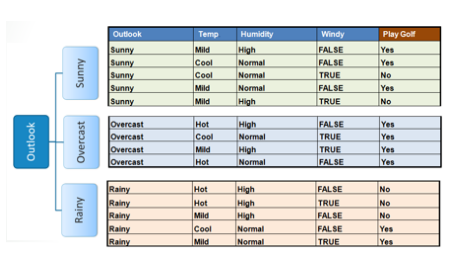 Outlook Temp Humidity Windy Play Golf
Sunny Mild High FALSE Yes
Sunny Cool Normal FALSE Yes
Sunny Cool Normal TRUE No
Sunny Mild Normal FALSE Yes
Sunny Mild High TRUE No
Sunny
Outlook
Overcast
Overcast Hot High FALSE Yes
Overcast Cool Normal TRUE Yes
Overcast Mild High TRUE Yes
Overcast Hot Normal FALSE Yes
Rainy
Rainy Hot High FALSE No
Rainy Hot High TRUE No
Rainy Mild High FALSE No
Rainy Cool Normal FALSE Yes
Rainy Mild Normal TRUE Yes